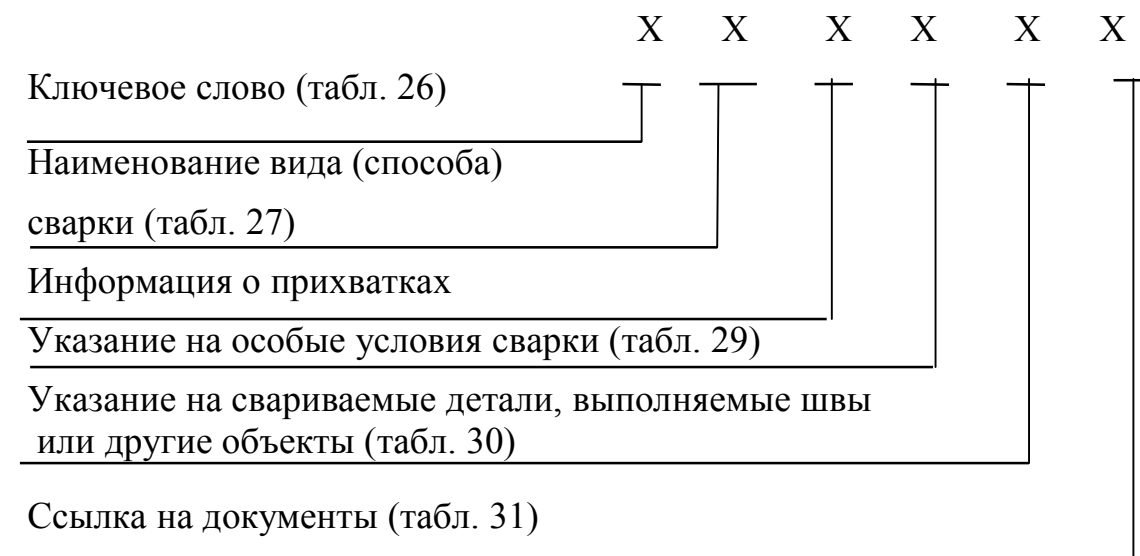 Х Х Х Х Х Х
Ключевое слово (табл. 26)
Наименование вида (способа)
сварки (табл. 27)
Информация о прихватках
Указание на особые условия сварки (табл. 29)
Указание на свариваемые детали, выполняемые швы
или другие объекты (табл. 30)
Ссылка на документы (табл. 31)